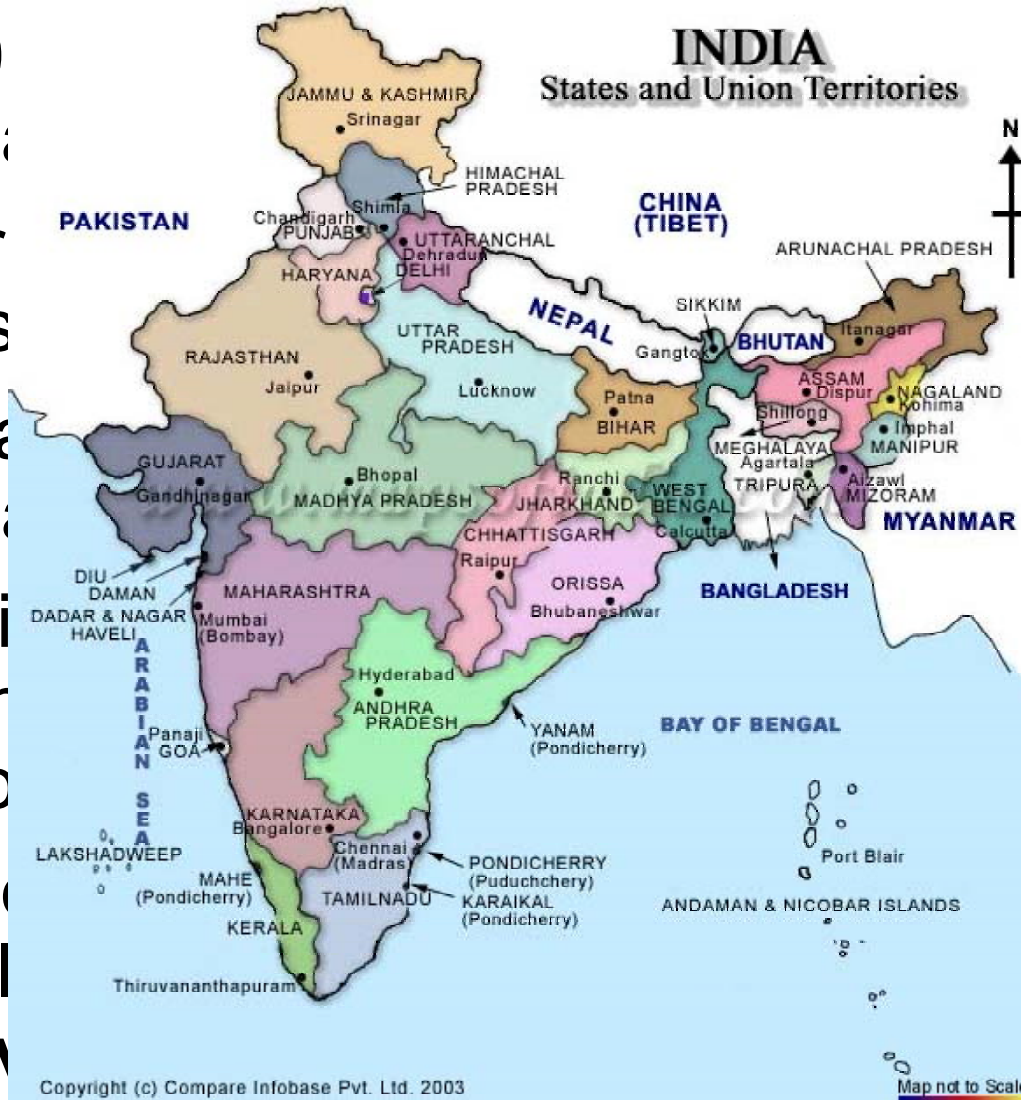 INDIA
States and Union Territories
N
JAMMU & KASHMIR
Srinagar
HIMACHAL
PRADESH
PAKISTAN
CHINA
(TIBET)
Shimla
Chandigarh
PUNJAB
UTTARANCHAL
Dehradun
DELHI
HARYANA
ARUNACHAL PRADESH
NEPAL
SIKKIM
Gangtok
BHUTAN
Itanagar
UTTAR
PRADESH
Lucknow
RAJASTHAN
Jaipur
Patna
BIHAR
ASSAM
Dispur
NAGALAND
Kohima
Shillong
Imphal
MEGHALAYA
MANIPUR
Agartala
TRIPURA
Aizawl
MIZORAM
MYANMAR
GUJARAT
Gandhinagar
Bhopal
MADHYA PRADESH
Ranchi
JHARKHAND
WEST
BENGAL
Calcutta
CHHATTISGARH
Raipur
ORISSA
Bhubaneshwar
BANGLADESH
DIU
DAMAN
DADAR & NAGAR
HAVELI
MAHARASHTRA
Mumbai
(Bombay)
ARABIAN SEA
Hyderabad
ANDHRA
PRADESH
YANAM
(Pondicherry)
BAY OF BENGAL
Panaji
GOA
KARNATAKA
Bangalore
Chennai
(Madras)
LAKSHADWEEP
MAHE
(Pondicherry)
PONDICHERRY
(Puduchchery)
TAMILNADU
KARAIKAL
(Pondicherry)
KERALA
Thiruvananthapuram
Port Blair
ANDAMAN & NICOBAR ISLANDS
Copyright (c) Compare Infobase Pvt. Ltd. 2003
Map not to Scale